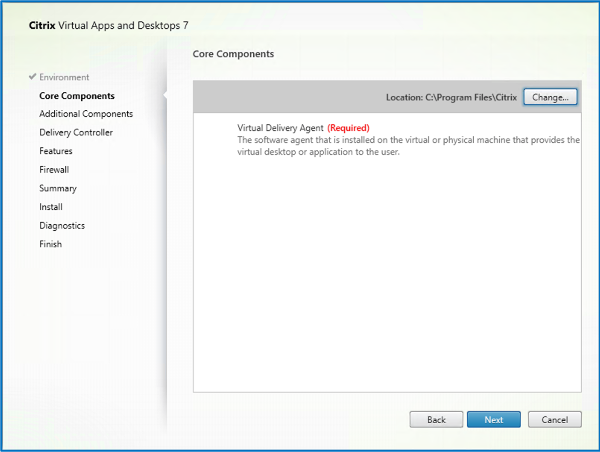 Citrix Virtual Apps and Desktops 7
Core Components
Environment
Core Components
Additional Components
Delivery Controller
Features
Firewall
Summary
Install
Diagnostics
Finish
Location: C:\Program Files\Citrix Change...
Virtual Delivery Agent (Required)
The software agent that is installed on the virtual or physical machine that provides the
virtual desktop or application to the user.
Back Next Cancel